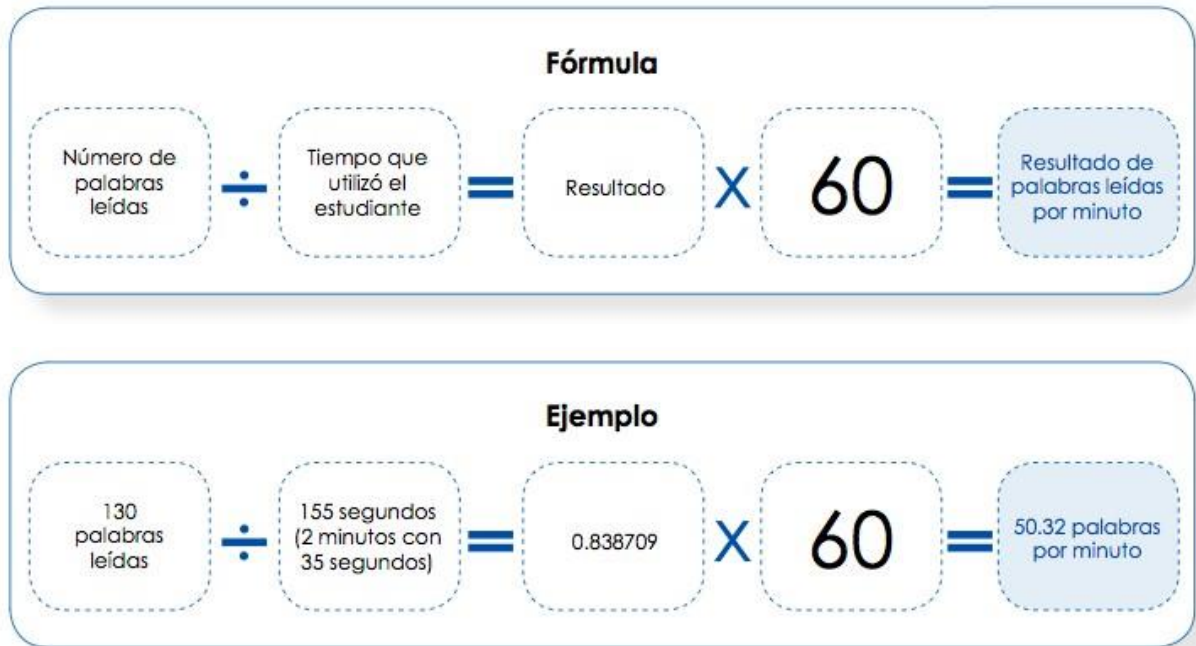 Fórmula
Número de
palabras
leídas
÷
Tiempo que
utilizó el
estudiante
=
Resultado
X
60
=
Resultado de
palabras leídas
por minuto
Ejemplo
130
palabras
leídas
÷
155 segundos
(2 minutos con
35 segundos)
=
0.838709
X
60
=
50.32 palabras
por minuto